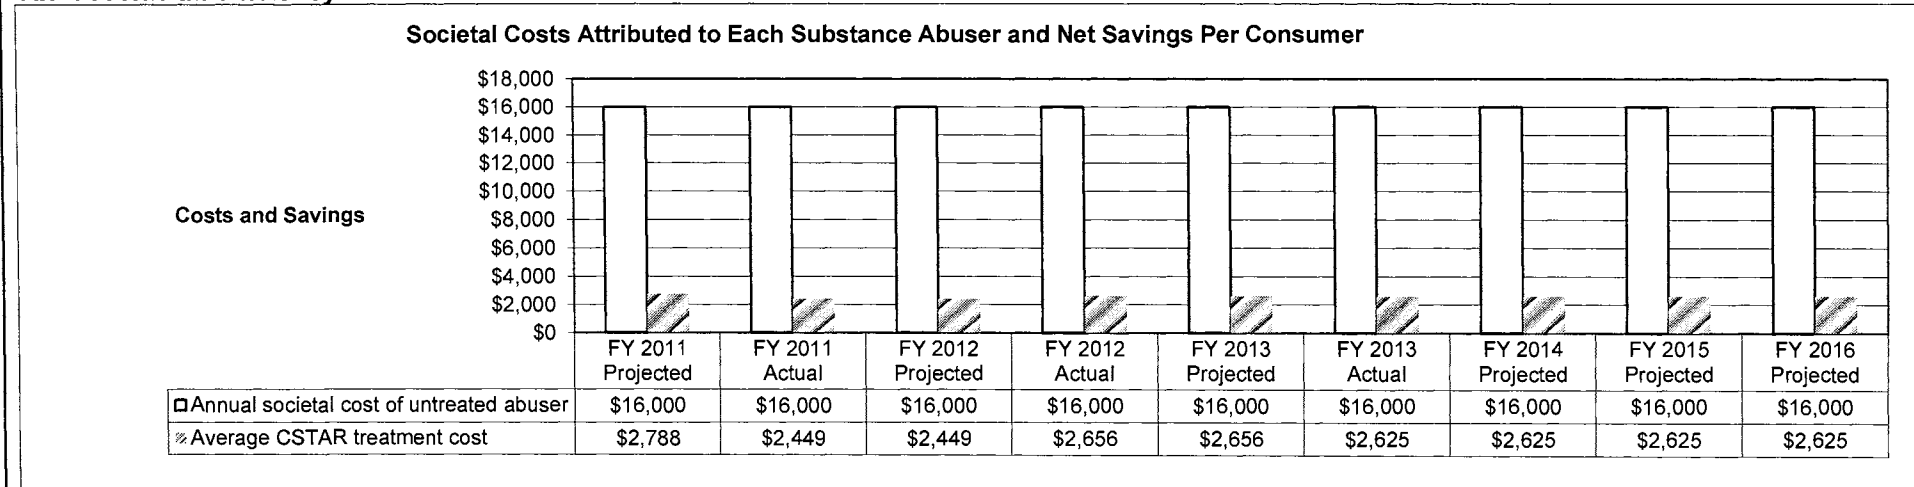 Societal Costs Attributed to Each Substance Abuser and Net Savings Per Consumer
$18,000
$16,000
$14,000
$12,000
$10,000
$8,000
$6,000
$4,000
$2,000
$0
Costs and Savings
FY 2011 Projected FY 2011 Actual FY 2012 Projected FY 2012 Actual FY 2013 Projected FY 2013 Actual FY 2014 Projected FY 2015 Projected FY 2016 Projected
Annual societal cost of untreated abuser $16,000 $16,000 $16,000 $16,000 $16,000 $16,000 $16,000 $16,000 $16,000
Average CSTAR treatment cost $2,788 $2,449 $2,449 $2,656 $2,656 $2,625 $2,625 $2,625 $2,625